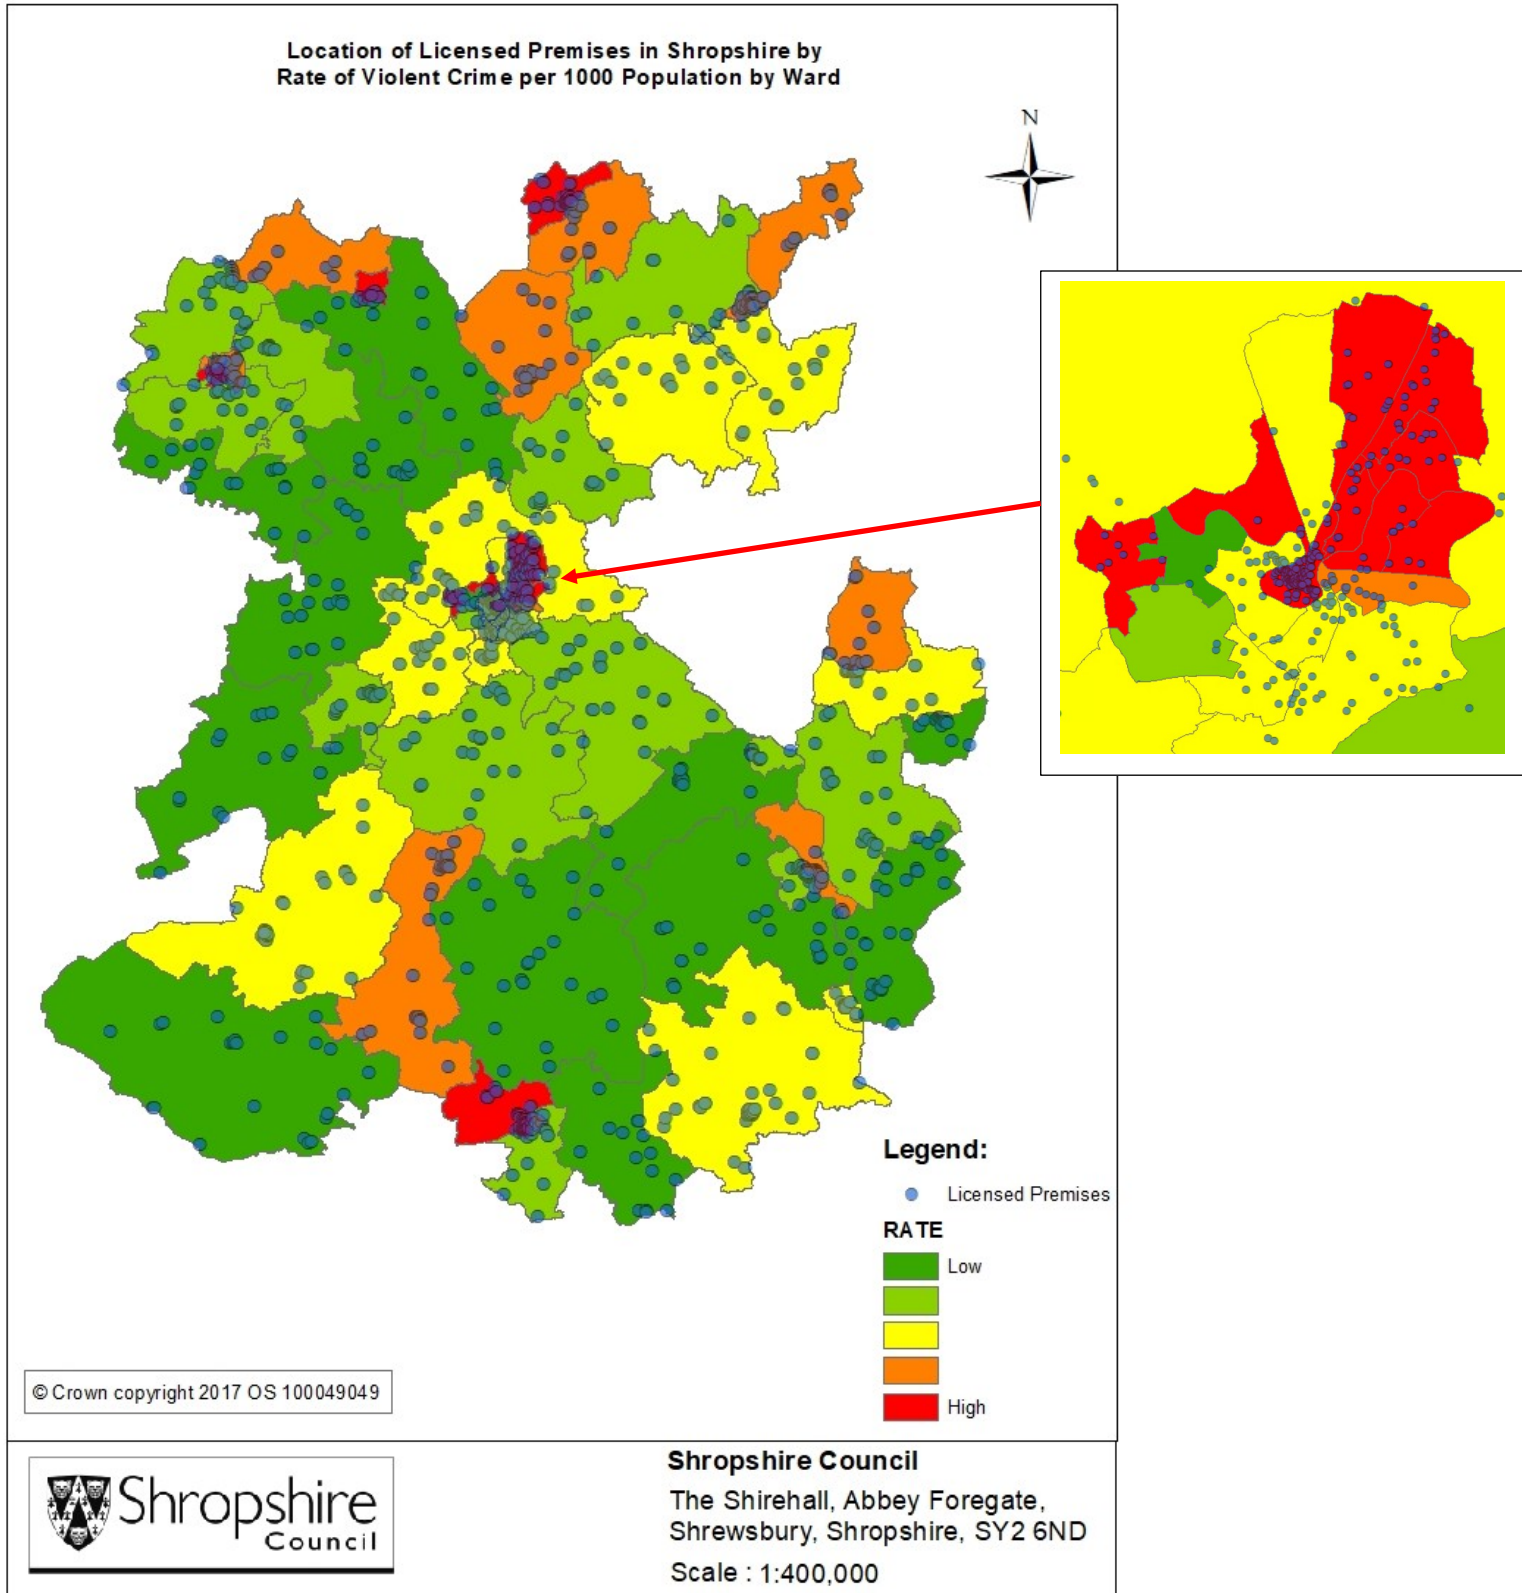 Location of Licensed Premises in Shropshire by
Rate of Violent Crime per 1000 Population by Ward
N
Legend:
Licensed Premises
RATE
Low
High
© Crown copyright 2017 OS 100049049
Shropshire
Council
Shropshire Council
The Shirehall, Abbey Foregate,
Shrewsbury, Shropshire, SY2 6ND
Scale : 1:400,000